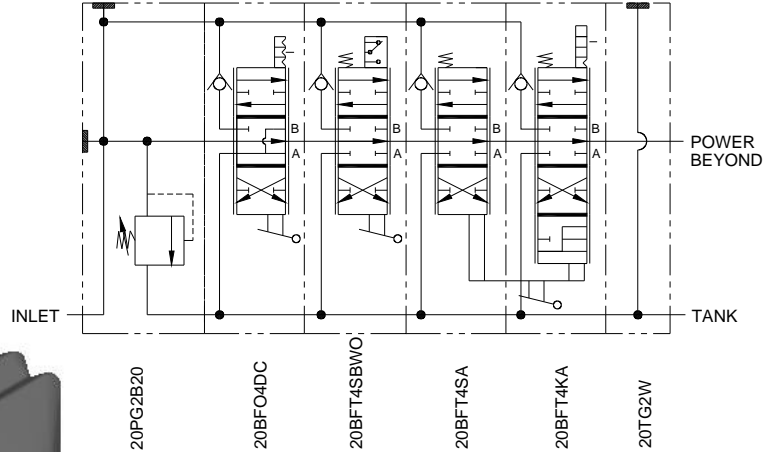 B
A
B
A
B
A
B
A
POWER
BEYOND
INLET
TANK
20PG2B20
20BFO4DC
20BFT4SBWO
20BFT4SA
20BFT4KA
20TG2W